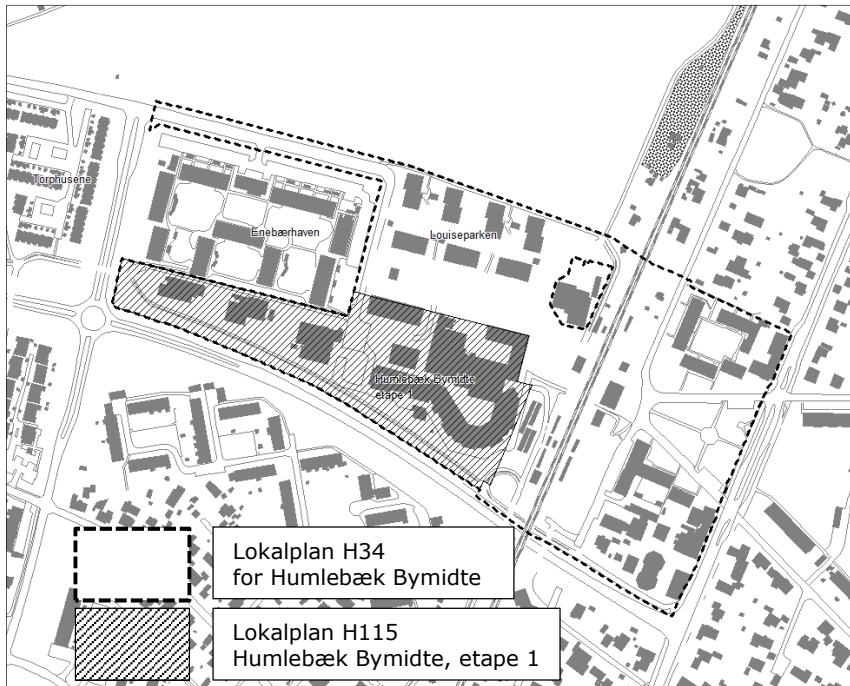 Torphusene
Enebærhaven
Louiseparken
Humlebæk Bymidte
etape 1
Lokalplan H34
for Humlebæk Bymidte
Lokalplan H115
Humlebæk Bymidte, etape 1